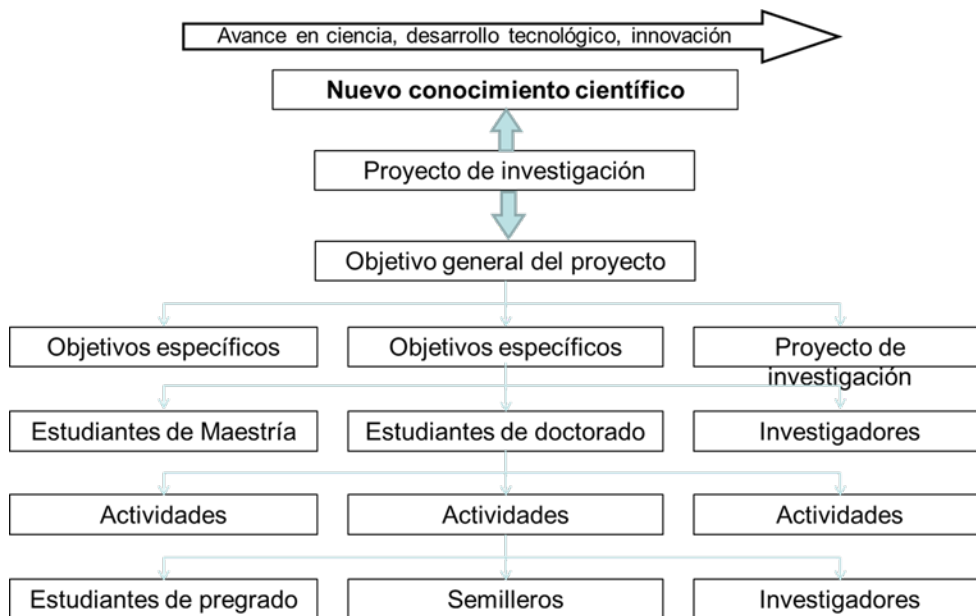 Avance en ciencia, desarrollo tecnológico, innovación
Nuevo conocimiento científico
Proyecto de investigación
Objetivo general del proyecto
Objetivos específicos
Objetivos específicos
Proyecto de
investigación
Estudiantes de Maestría
Estudiantes de doctorado
Investigadores
Actividades
Actividades
Actividades
Estudiantes de pregrado
Semilleros
Investigadores